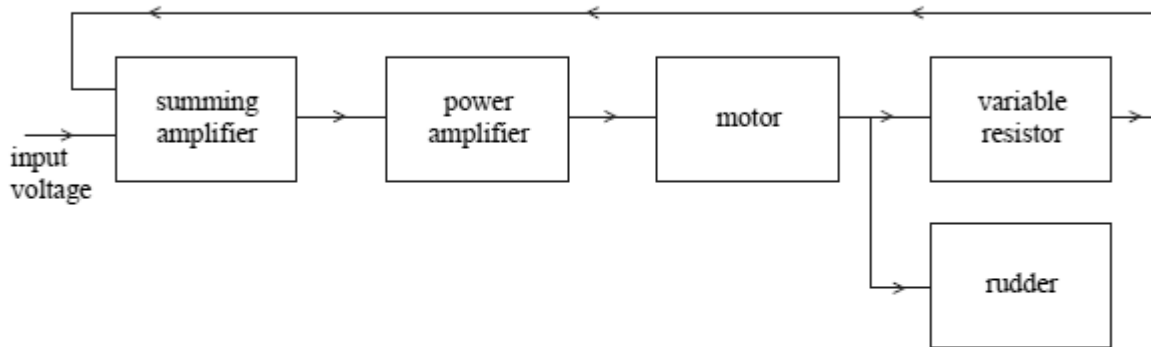 summing
amplifier
power
amplifier
motor
variable
resistor
input
voltage
rudder